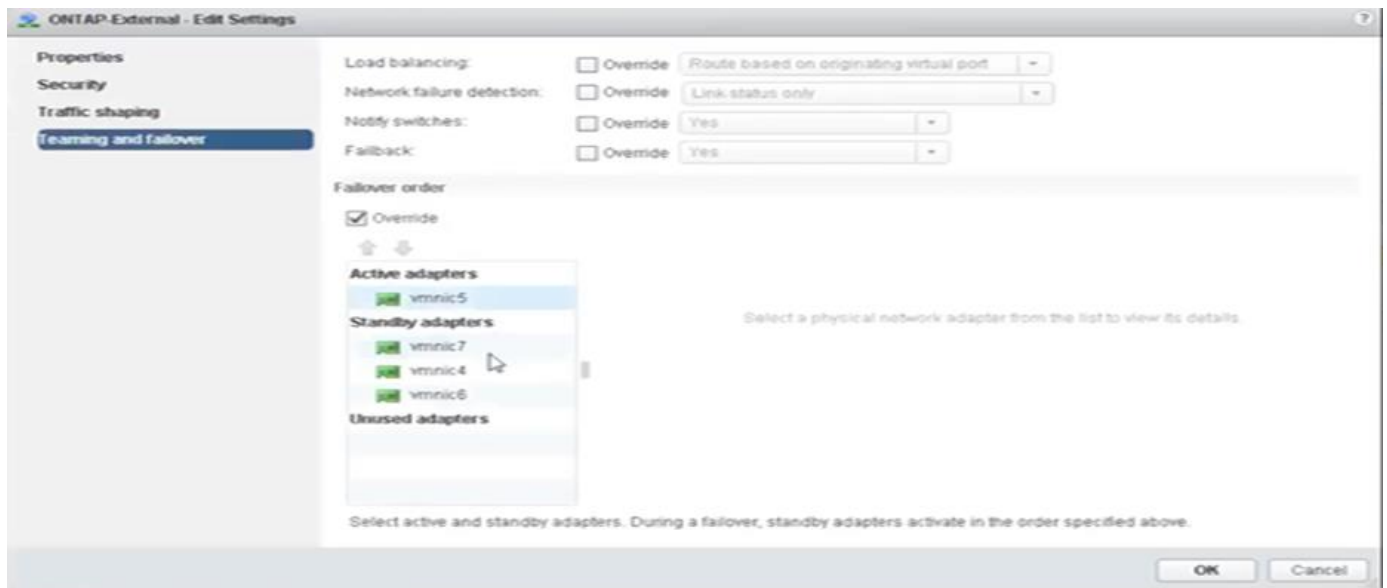 ONTAP-External - Edit Settings
?
Properties
Security
Traffic shaping
Teaming and failover
Load balancing:
Override
Route based on originating virtual port
Network failure detection:
Override
Link status only
Notify switches:
Override
Yes
Failback:
Override
Yes
Failover order
Override
Active adapters
vmnic5
Standby adapters
vmnic7
vmnic4
vmnic6
Unused adapters
Select a physical network adapter from the list to view its details.
Select active and standby adapters. During a failover, standby adapters activate in the order specified above.
OK
Cancel